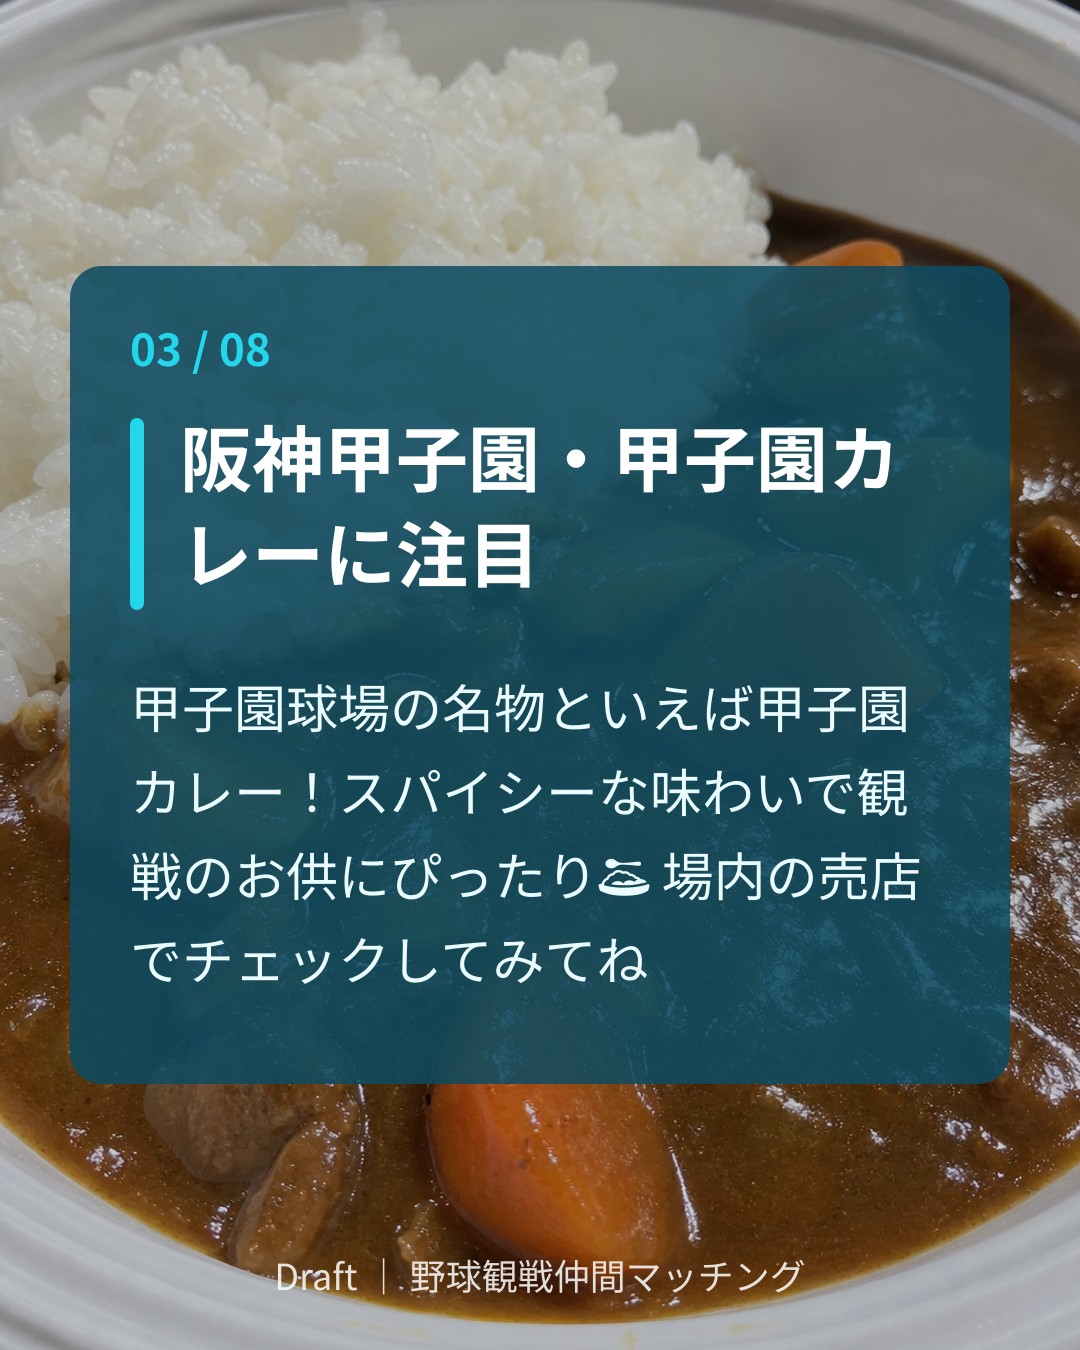 03 / 08
阪神甲子園・甲子園カ
レーに注目
甲子園球場の名物といえば甲子園
カレー！スパイシーな味わいで観
戦のお供にぴったり🍛 場内の売店
でチェックしてみてね
Draft ｜ 野球観戦仲間マッチング